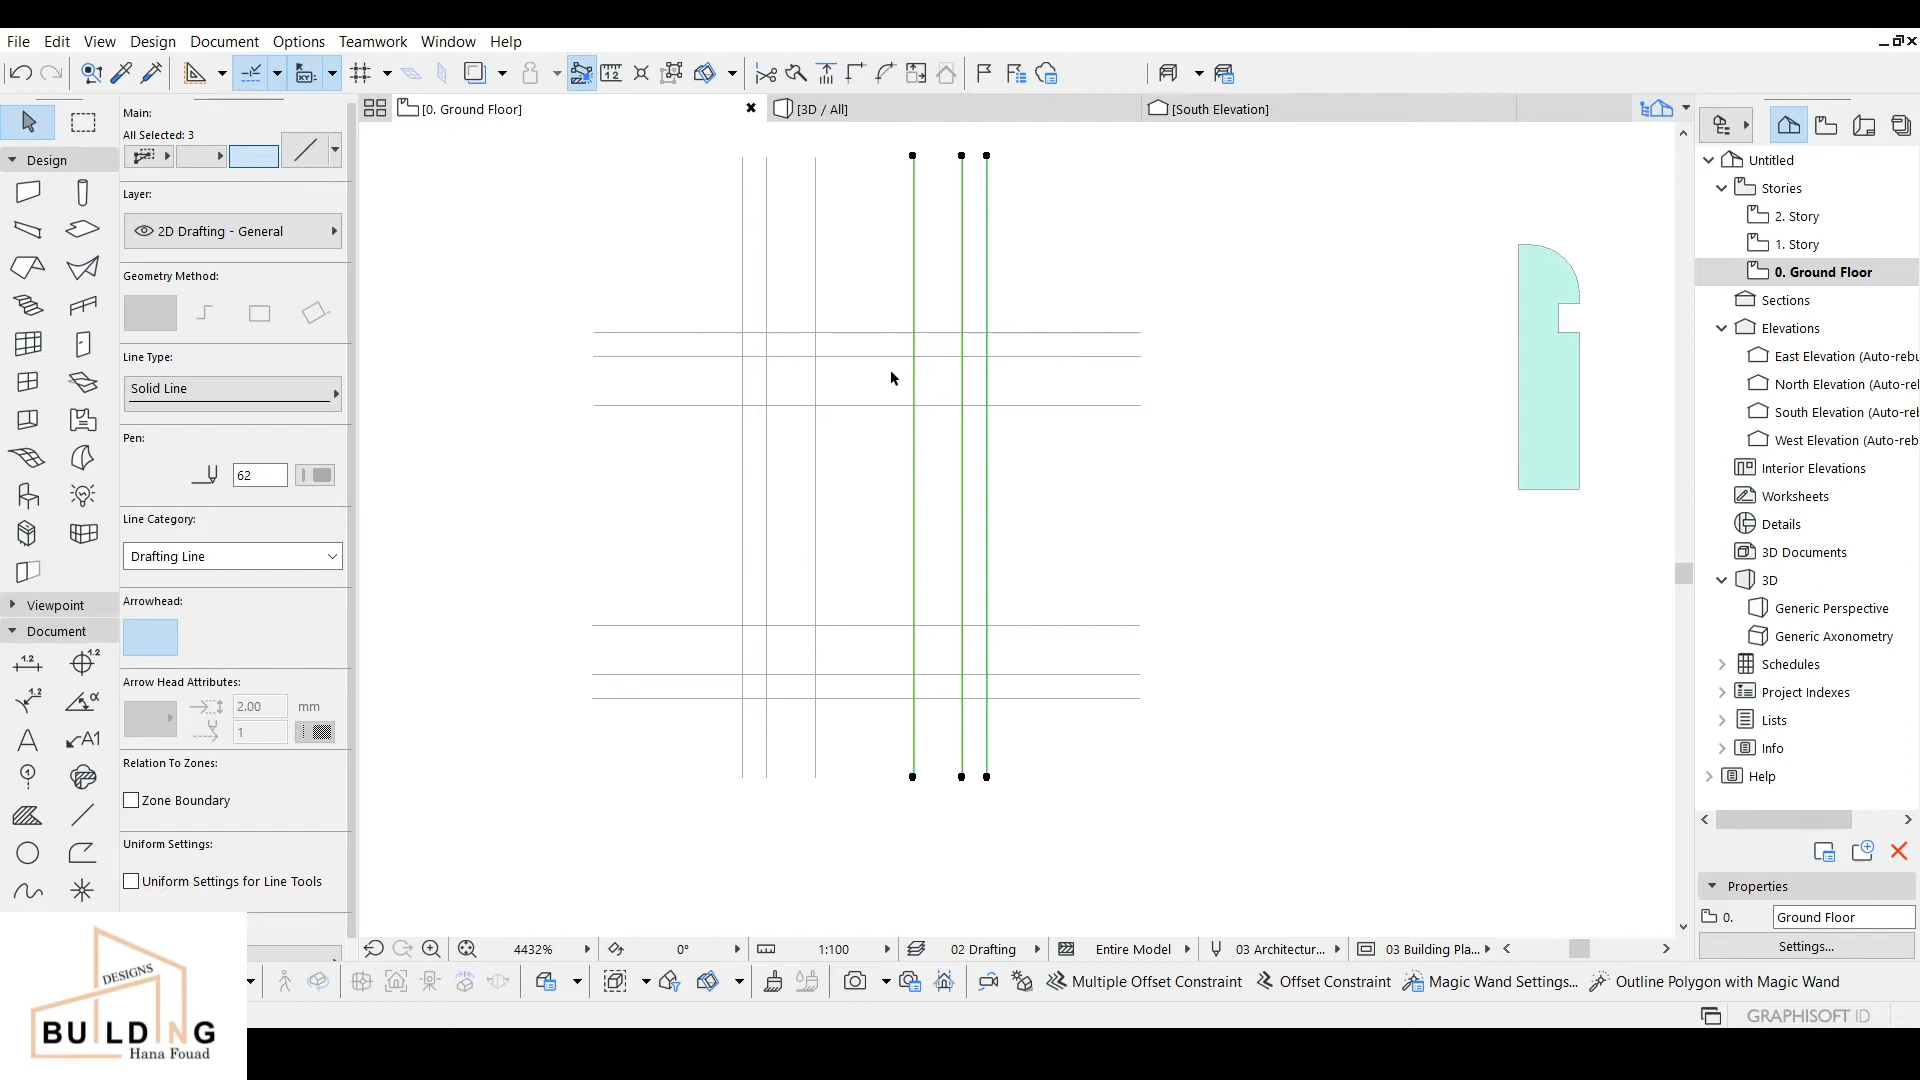 File Edit View Design Document Options Teamwork Window Help
[0. Ground Floor]
[3D / All]
[South Elevation]
Main:
All Selected: 3
Layer:
2D Drafting - General
Geometry Method:
Line Type:
Solid Line
Pen:
62
Line Category:
Drafting Line
Arrowhead:
Arrow Head Attributes:
2.00 mm
1
Relation To Zones:
Zone Boundary
Uniform Settings:
Uniform Settings for Line Tools
Design
Viewpoint
Document
Untitled
Stories
2. Story
1. Story
0. Ground Floor
Sections
Elevations
East Elevation (Auto-rebu
North Elevation (Auto-rel
South Elevation (Auto-reb
West Elevation (Auto-reb
Interior Elevations
Worksheets
Details
3D Documents
3D
Generic Perspective
Generic Axonometry
Schedules
Project Indexes
Lists
Info
Help
Properties
0. Ground Floor
Settings...
4432% 0° 1:100 02 Drafting Entire Model 03 Architectur... 03 Building Pla...
Multiple Offset Constraint Offset Constraint Magic Wand Settings... Outline Polygon with Magic Wand
GRAPHISOFT ID
DESIGNS
BUILDING
Hana Fouad